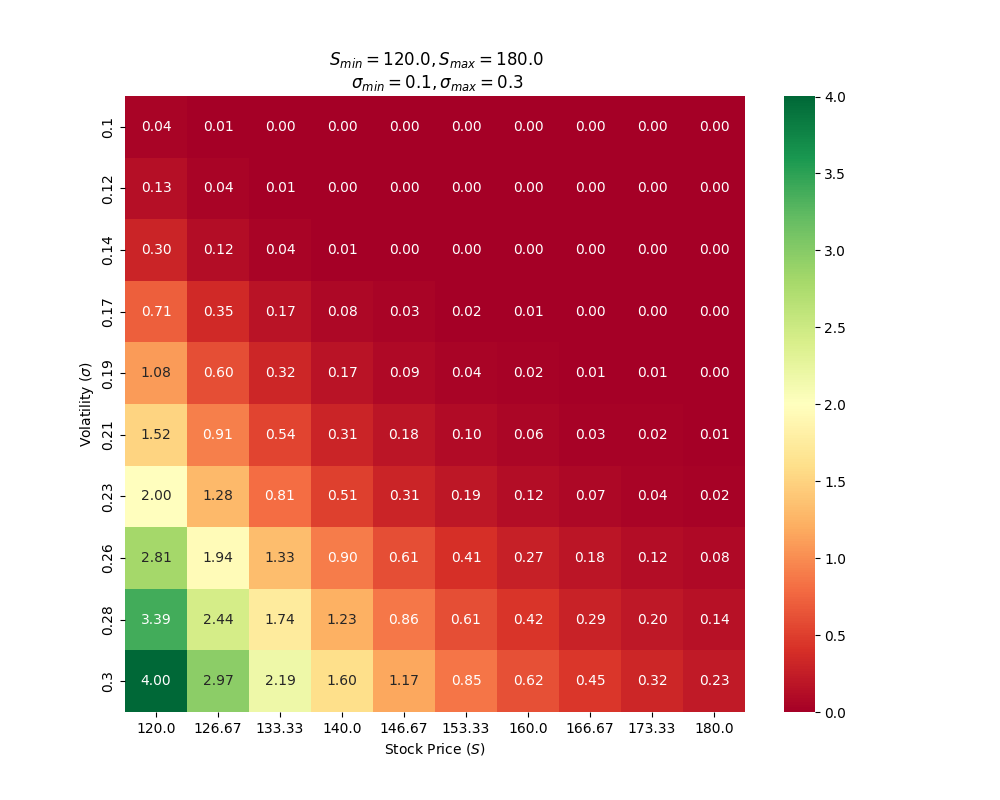 S_min = 120.0, S_max = 180.0
σ_min = 0.1, σ_max = 0.3
4.0
0.1 0.04 0.01 0.00 0.00 0.00 0.00 0.00 0.00 0.00 0.00
3.5
0.12 0.13 0.04 0.01 0.00 0.00 0.00 0.00 0.00 0.00 0.00
3.0
0.14 0.30 0.12 0.04 0.01 0.00 0.00 0.00 0.00 0.00 0.00
0.17 0.71 0.35 0.17 0.08 0.03 0.02 0.01 0.00 0.00 0.00
2.5
0.19 1.08 0.60 0.32 0.17 0.09 0.04 0.02 0.01 0.01 0.00
2.0
Volatility (σ)
0.21 1.52 0.91 0.54 0.31 0.18 0.10 0.06 0.03 0.02 0.01
1.5
0.23 2.00 1.28 0.81 0.51 0.31 0.19 0.12 0.07 0.04 0.02
0.26 2.81 1.94 1.33 0.90 0.61 0.41 0.27 0.18 0.12 0.08
1.0
0.28 3.39 2.44 1.74 1.23 0.86 0.61 0.42 0.29 0.20 0.14
0.5
0.3 4.00 2.97 2.19 1.60 1.17 0.85 0.62 0.45 0.32 0.23
0.0
120.0 126.67 133.33 140.0 146.67 153.33 160.0 166.67 173.33 180.0
Stock Price (S)